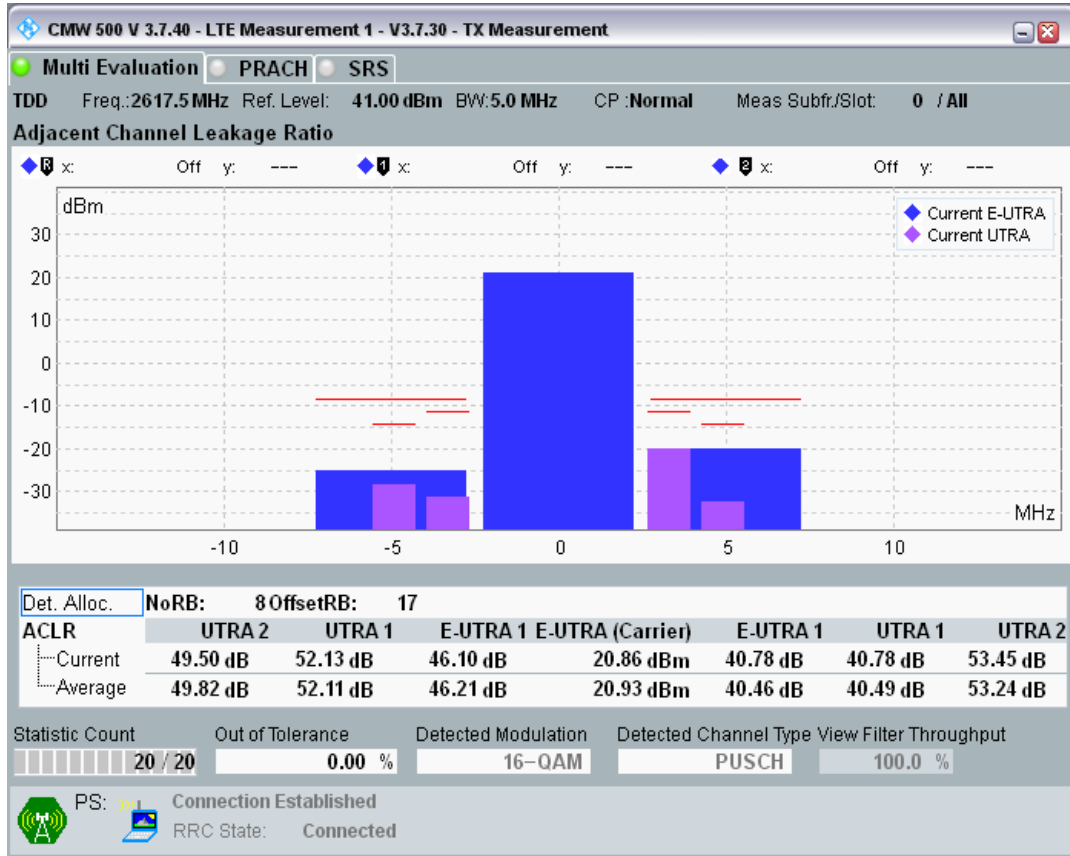 CMW 500 V 3.7.40 - LTE Measurement 1 - V3.7.30 - TX Measurement
Multi Evaluation PRACH SRS
TDD Freq.:2617.5 MHz Ref. Level: 41.00 dBm BW:5.0 MHz CP :Normal Meas Subfr./Slot: 0 / All
Adjacent Channel Leakage Ratio
R x: Off y: --- 1 x: Off y: --- 2 x: Off y: ---
dBm
Current E-UTRA
Current UTRA
30
20
10
0
-10
-20
-30
MHz
-10 -5 0 5 10
Det. Alloc. NoRB: 8 OffsetRB: 17
ACLR UTRA 2 UTRA 1 E-UTRA 1 E-UTRA (Carrier) E-UTRA 1 UTRA 1 UTRA 2
Current 49.50 dB 52.13 dB 46.10 dB 20.86 dBm 40.78 dB 40.78 dB 53.45 dB
Average 49.82 dB 52.11 dB 46.21 dB 20.93 dBm 40.46 dB 40.49 dB 53.24 dB
Statistic Count Out of Tolerance Detected Modulation Detected Channel Type View Filter Throughput
20 / 20 0.00 % 16-QAM PUSCH 100.0 %
PS: Connection Established
RRC State: Connected